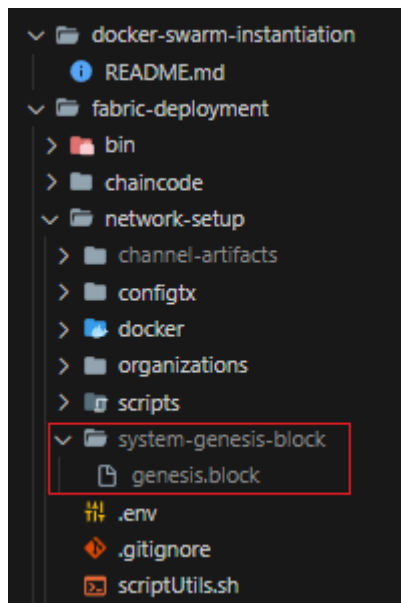 docker-swarm-instantiation
README.md
fabric-deployment
bin
chaincode
network-setup
channel-artifacts
configtx
docker
organizations
scripts
system-genesis-block
genesis.block
.env
.gitignore
scriptUtils.sh